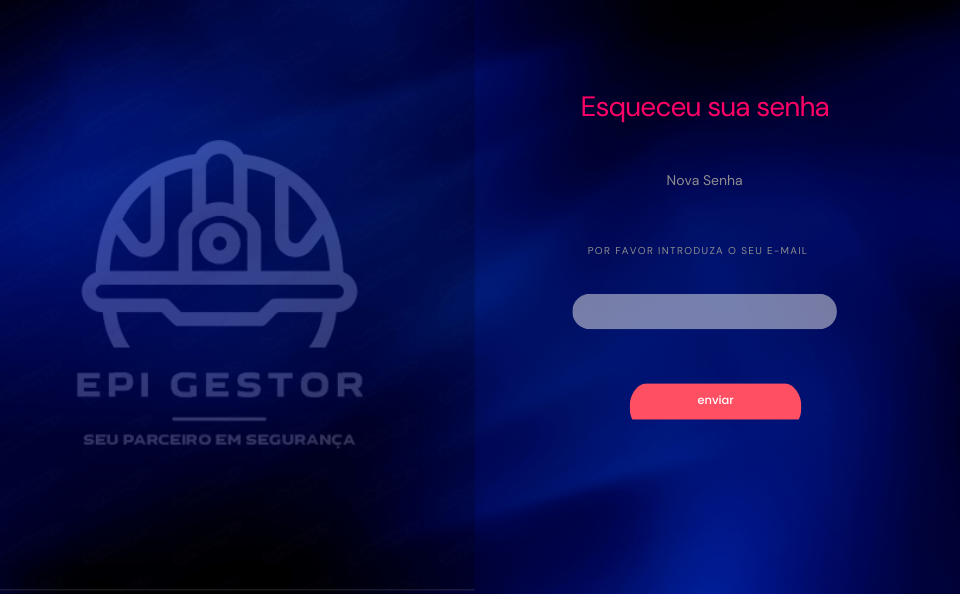 EPI GESTOR
SEU PARCEIRO EM SEGURANÇA
Esqueceu sua senha
Nova Senha
POR FAVOR INTRODUZA O SEU E-MAIL
enviar